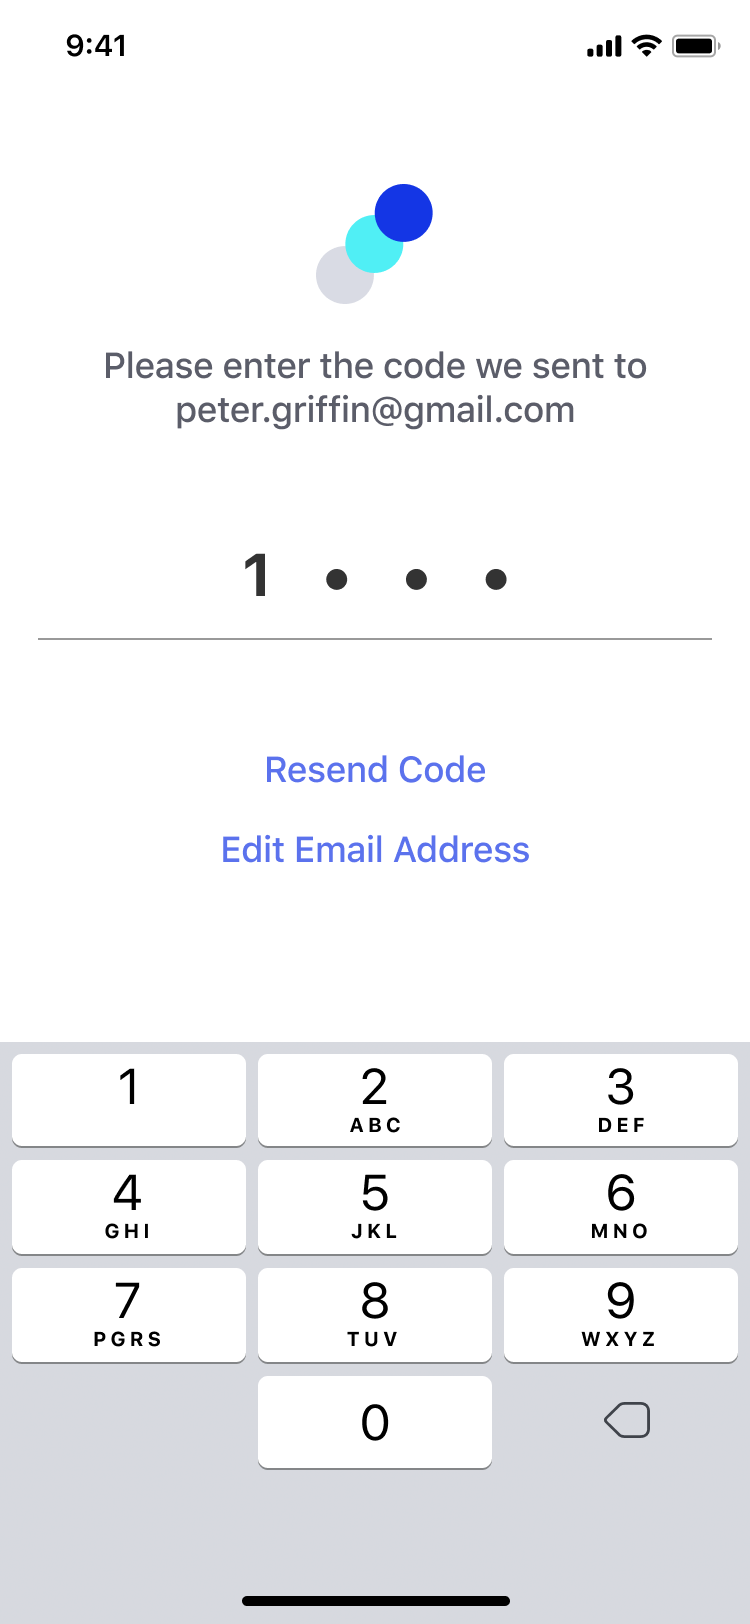 9:41
Please enter the code we sent to
peter.griffin@gmail.com
1 • • •
Resend Code
Edit Email Address
1 2 3
ABC DEF
4 5 6
GHI JKL MNO
7 8 9
PGRS TUV WXYZ
0